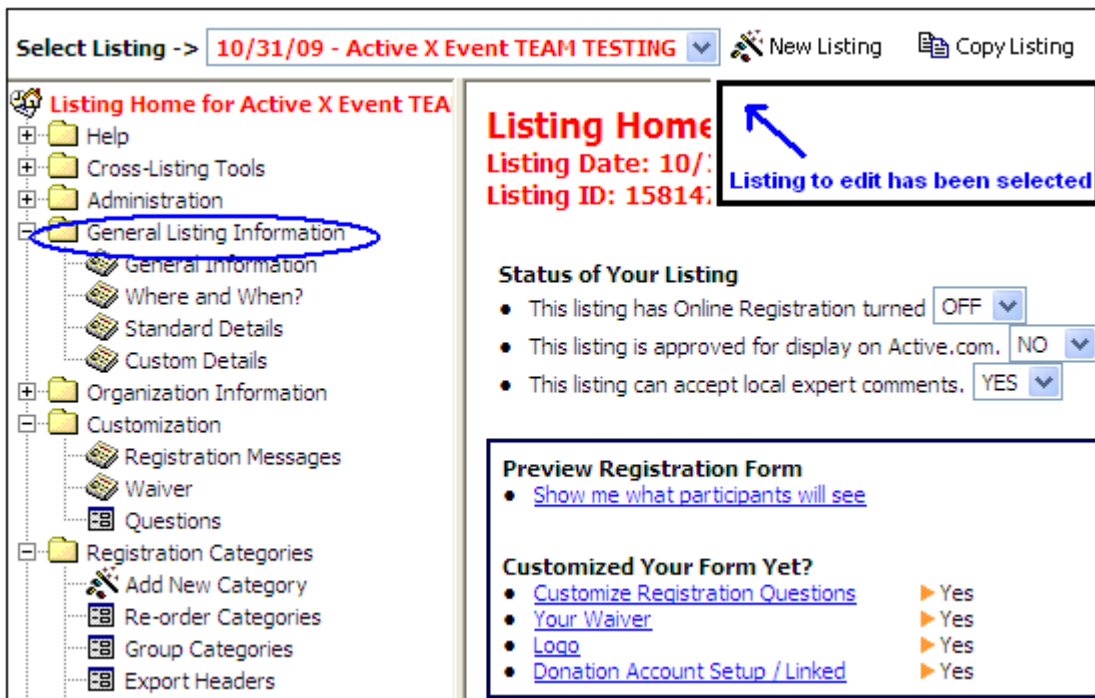 Select Listing -> 10/31/09 - Active X Event TEAM TESTING New Listing Copy Listing
Listing Home for Active X Event TEA
Help
Cross-Listing Tools
Administration
General Listing Information
General Information
Where and When?
Standard Details
Custom Details
Organization Information
Customization
Registration Messages
Waiver
Questions
Registration Categories
Add New Category
Re-order Categories
Group Categories
Export Headers
Listing Home
Listing Date: 10/
Listing ID: 158147
Listing to edit has been selected
Status of Your Listing
This listing has Online Registration turned OFF
This listing is approved for display on Active.com. NO
This listing can accept local expert comments. YES
Preview Registration Form
Show me what participants will see
Customized Your Form Yet?
Customize Registration Questions Yes
Your Waiver Yes
Logo Yes
Donation Account Setup / Linked Yes